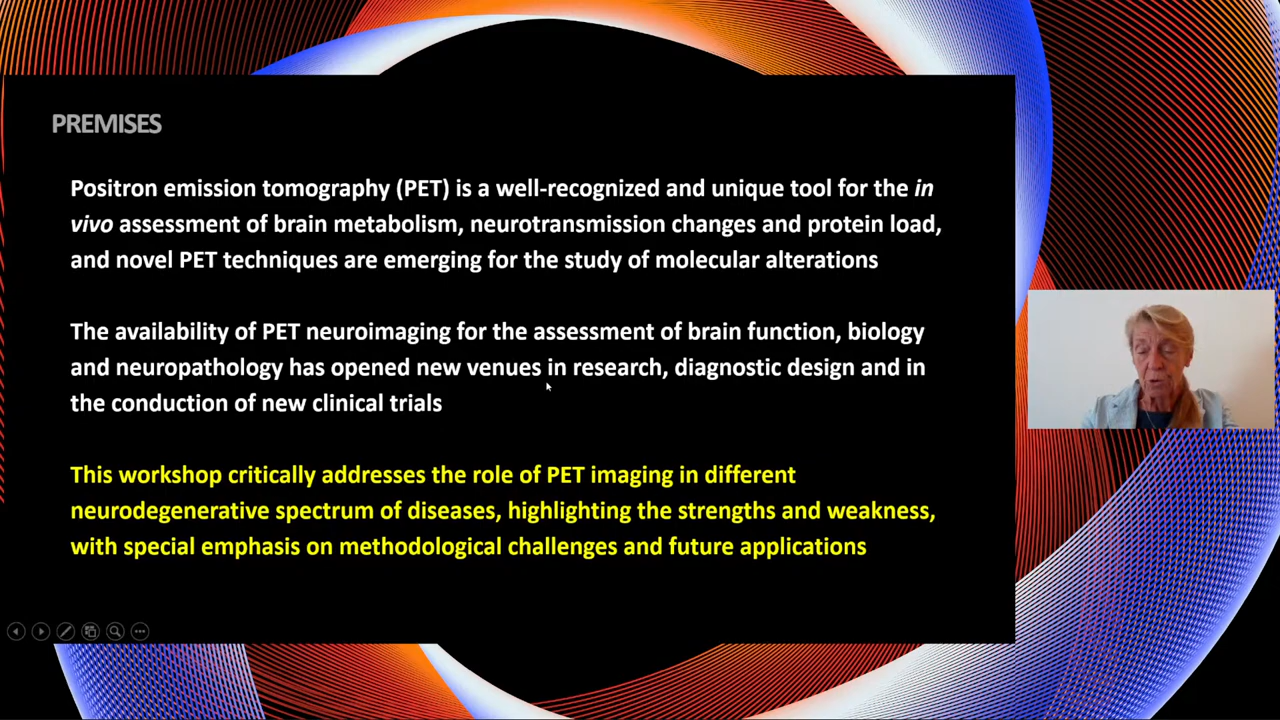 PREMISES
Positron emission tomography (PET) is a well-recognized and unique tool for the in
vivo assessment of brain metabolism, neurotransmission changes and protein load,
and novel PET techniques are emerging for the study of molecular alterations
The availability of PET neuroimaging for the assessment of brain function, biology
and neuropathology has opened new venues in research, diagnostic design and in
the conduction of new clinical trials
This workshop critically addresses the role of PET imaging in different
neurodegenerative spectrum of diseases, highlighting the strengths and weakness,
with special emphasis on methodological challenges and future applications